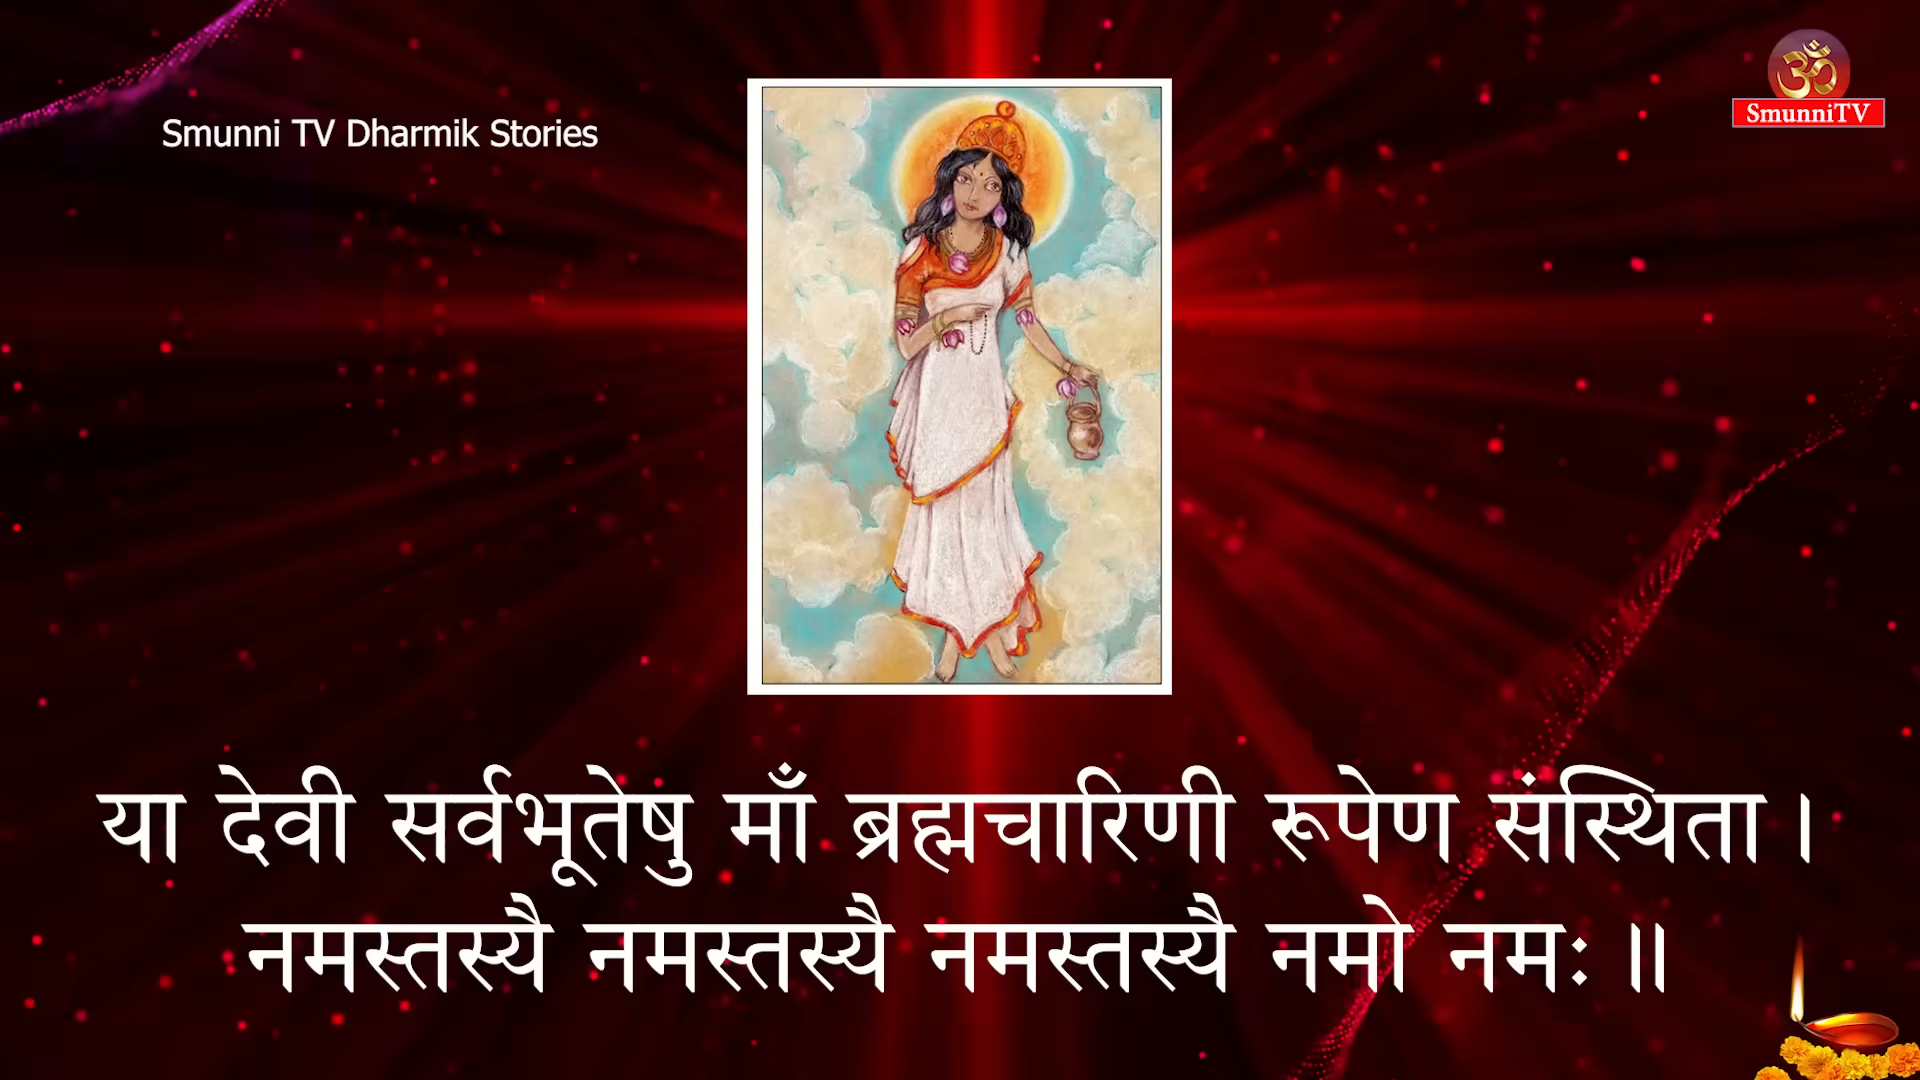 Smunni TV Dharmik Stories
ॐ
SmunniTV
या देवी सर्वभूतेषु माँ ब्रह्मचारिणी रूपेण संस्थिता।
नमस्तस्यै नमस्तस्यै नमस्तस्यै नमो नमः॥